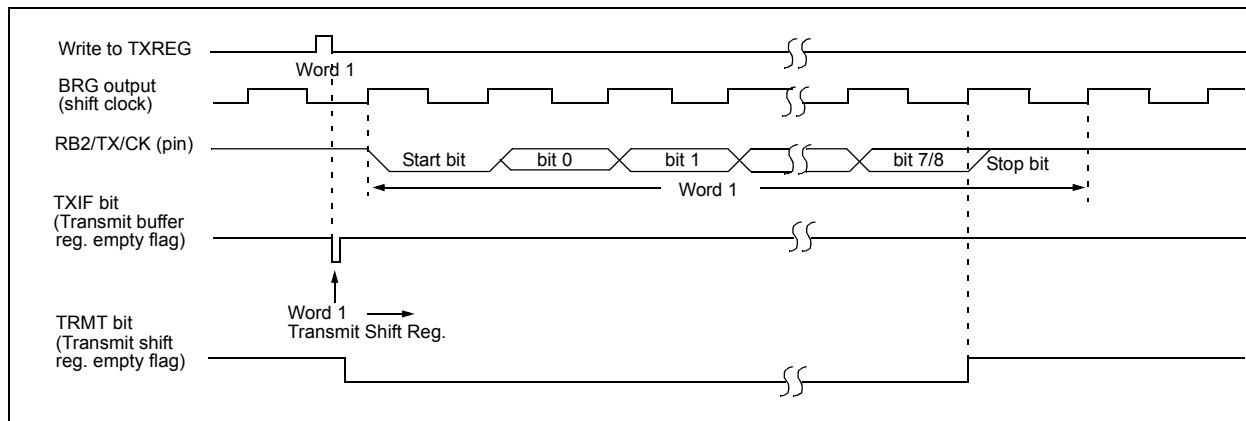 Write to TXREG
Word 1
BRG output
(shift clock)
RB2/TX/CK (pin)
Start bit
bit 0
bit 1
bit 7/8
Stop bit
Word 1
TXIF bit
(Transmit buffer
reg. empty flag)
Word 1
Transmit Shift Reg.
TRMT bit
(Transmit shift
reg. empty flag)